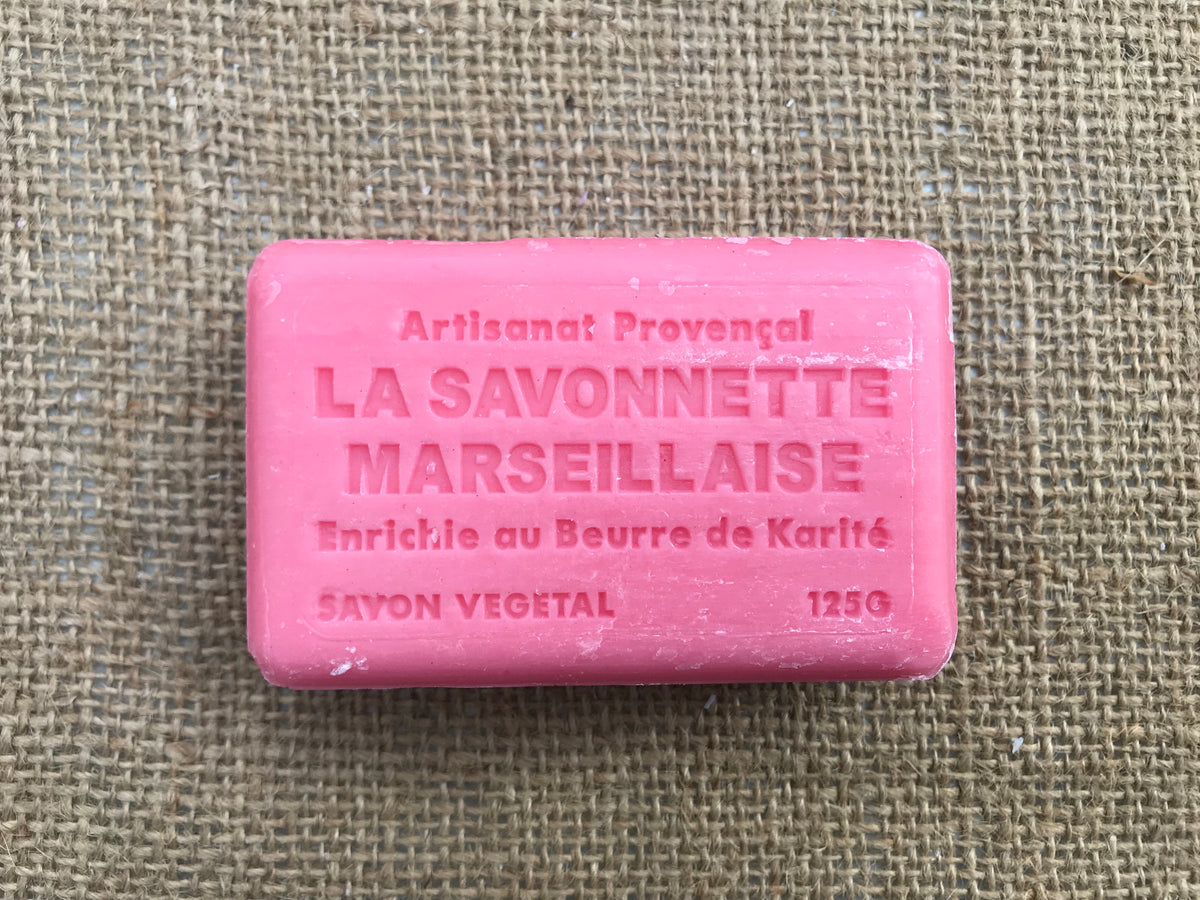 Artisanat Provençal
LA SAVONNETTE
MARSEILLAISE
Enrichie au Beurre de Karité
SAVON VEGETAL 125G